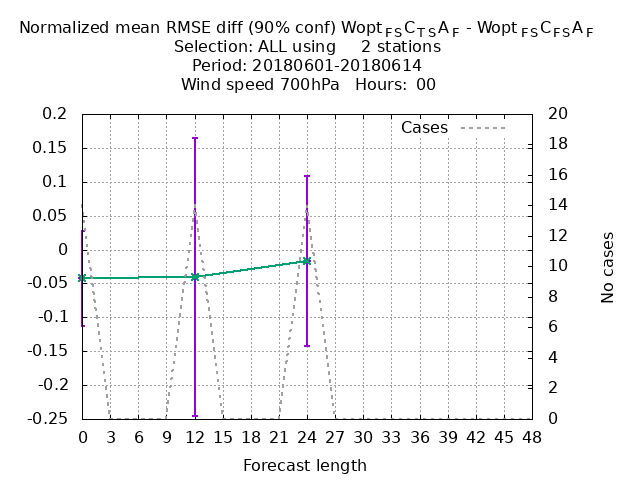 Normalized mean RMSE diff (90% conf) Wopt FS C T S A F - Wopt FS C F S A F
Selection: ALL using 2 stations
Period: 20180601-20180614
Wind speed 700hPa Hours: 00
Cases
0.2
0.15
0.1
0.05
0
-0.05
-0.1
-0.15
-0.2
-0.25
20
18
16
14
12
10
8
6
4
2
0
No cases
0 3 6 9 12 15 18 21 24 27 30 33 36 39 42 45 48
Forecast length